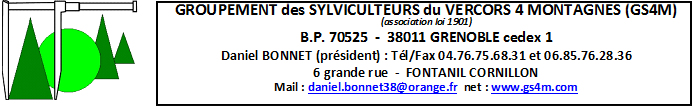 GROUPEMENT des SYLVICULTEURS du VERCORS 4 MONTAGNES (GS4M)
(association loi 1901)
B.P. 70525 - 38011 GRENOBLE cedex 1
Daniel BONNET (président) : Tél/Fax 04.76.75.68.31 et 06.85.76.28.36
6 grande rue - FONTANIL CORNILLON
Mail : daniel.bonnet38@orange.fr net : www.gs4m.com